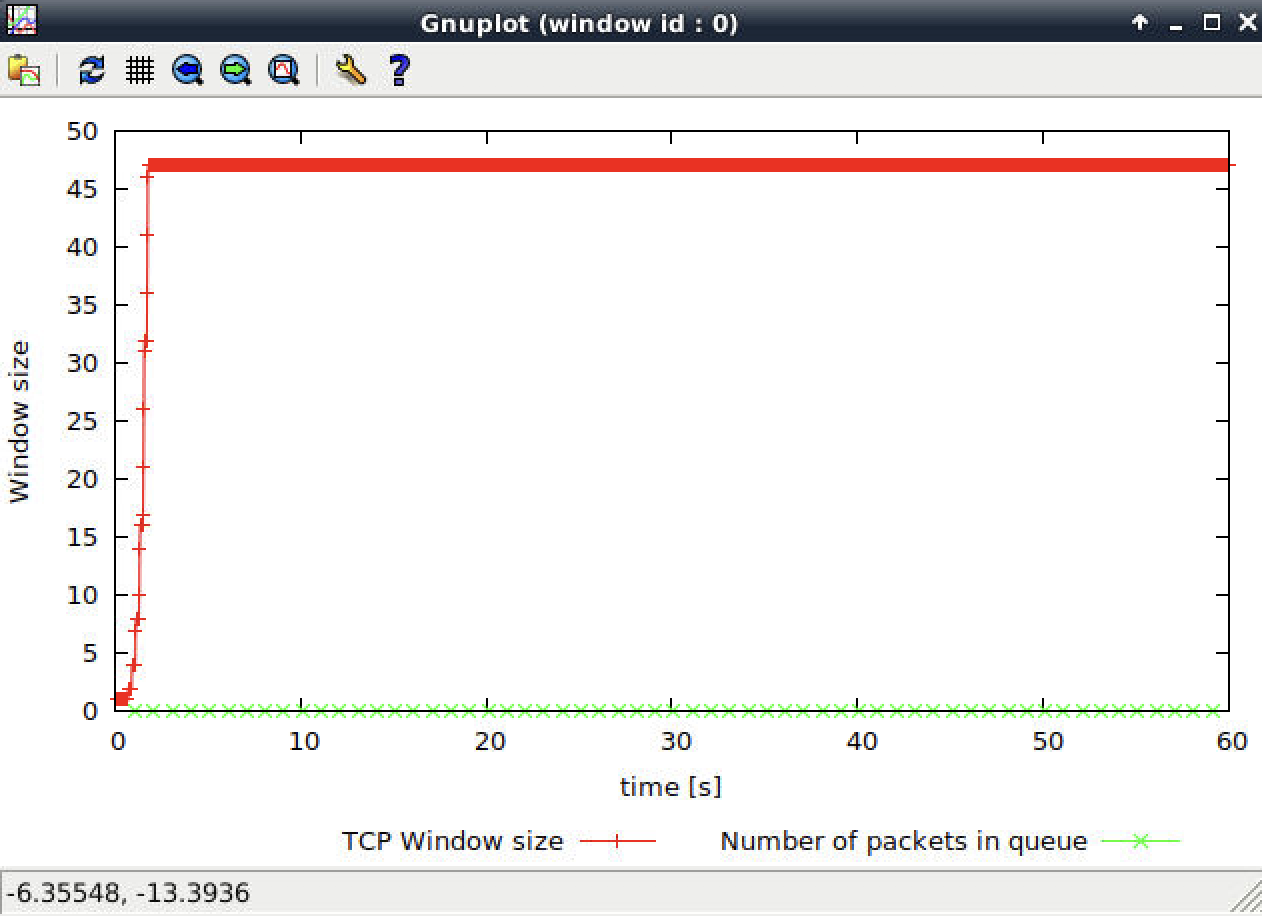 Gnuplot (window id : 0)
?
50
45
40
35
30
25
20
15
10
5
0
Window size
0 10 20 30 40 50 60
time [s]
TCP Window size Number of packets in queue
-6.35548, -13.3936